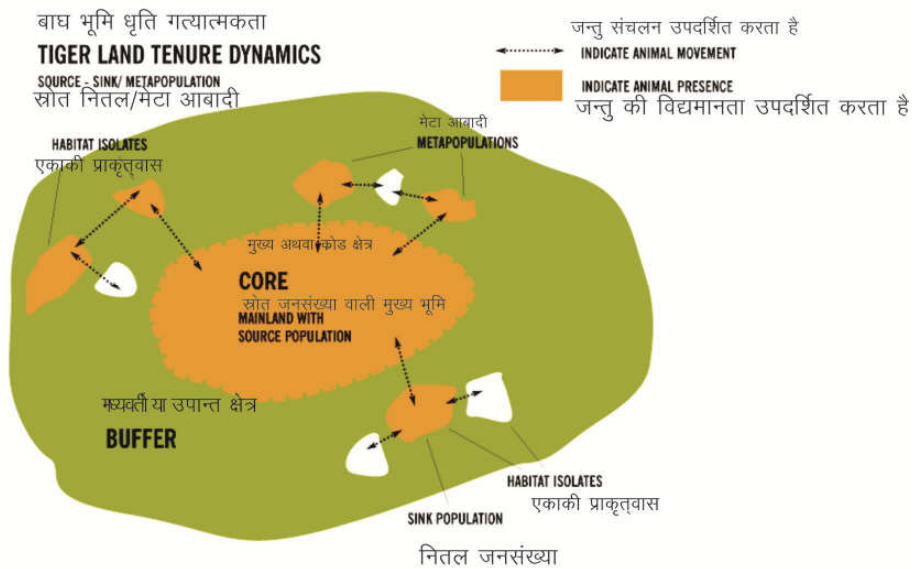 बाघ भूमि धृति गत्यात्मकता
TIGER LAND TENURE DYNAMICS
SOURCE - SINK/ METAPOPULATION
स्रोत नितल/मेटा आबादी
जन्तु संचलन उपदर्शित करता है
INDICATE ANIMAL MOVEMENT
INDICATE ANIMAL PRESENCE
जन्तु की विद्यमानता उपदर्शित करता है
HABITAT ISOLATES
एकाकी प्राकृत्वास
मेटा आबादी
METAPOPULATIONS
मुख्य अथवा कोड क्षेत्र
CORE
स्रोत जनसंख्या वाली मुख्य भूमि
MAINLAND WITH
SOURCE POPULATION
मध्यवर्ती या उपान्त क्षेत्र
BUFFER
HABITAT ISOLATES
एकाकी प्राकृत्वास
SINK POPULATION
नितल जनसंख्या